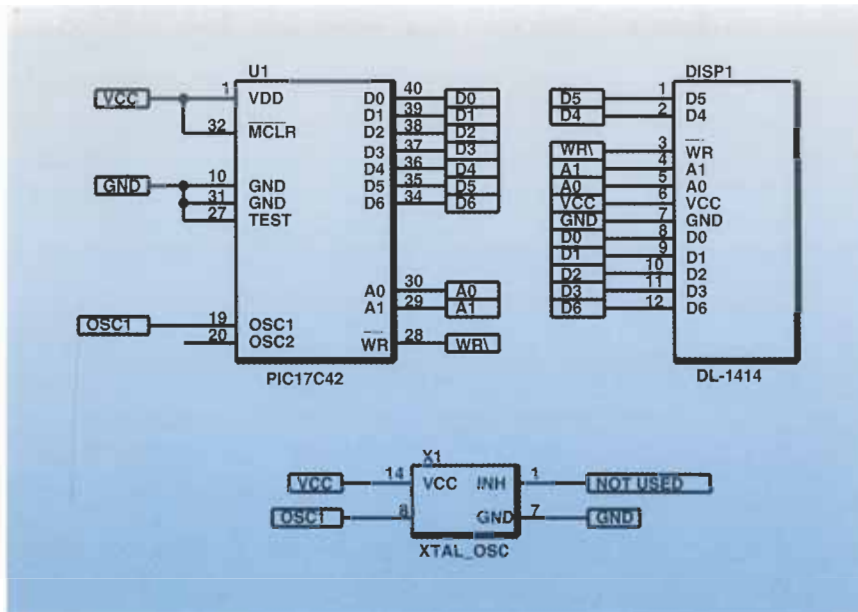 U1
VCC 1 VDD
32 MCLR
GND 10 GND
31 GND
27 TEST
OSC1 19 OSC1
20 OSC2
D0 40 D0
D1 39 D1
D2 38 D2
D3 37 D3
D4 36 D4
D5 35 D5
D6 34 D6
A0 30 A0
A1 29 A1
WR 28 WR\
PIC17C42
DISP1
D5 1 D5
D4 2 D4
WR\ 3 WR
A1 4 A1
A0 5 A0
VCC 6 VCC
GND 7 GND
D0 8 D0
D1 9 D1
D2 10 D2
D3 11 D3
D6 12 D6
DL-1414
X1
VCC 14 VCC INH 1 NOT USED
OSC1 8 GND 7 GND
XTAL_OSC